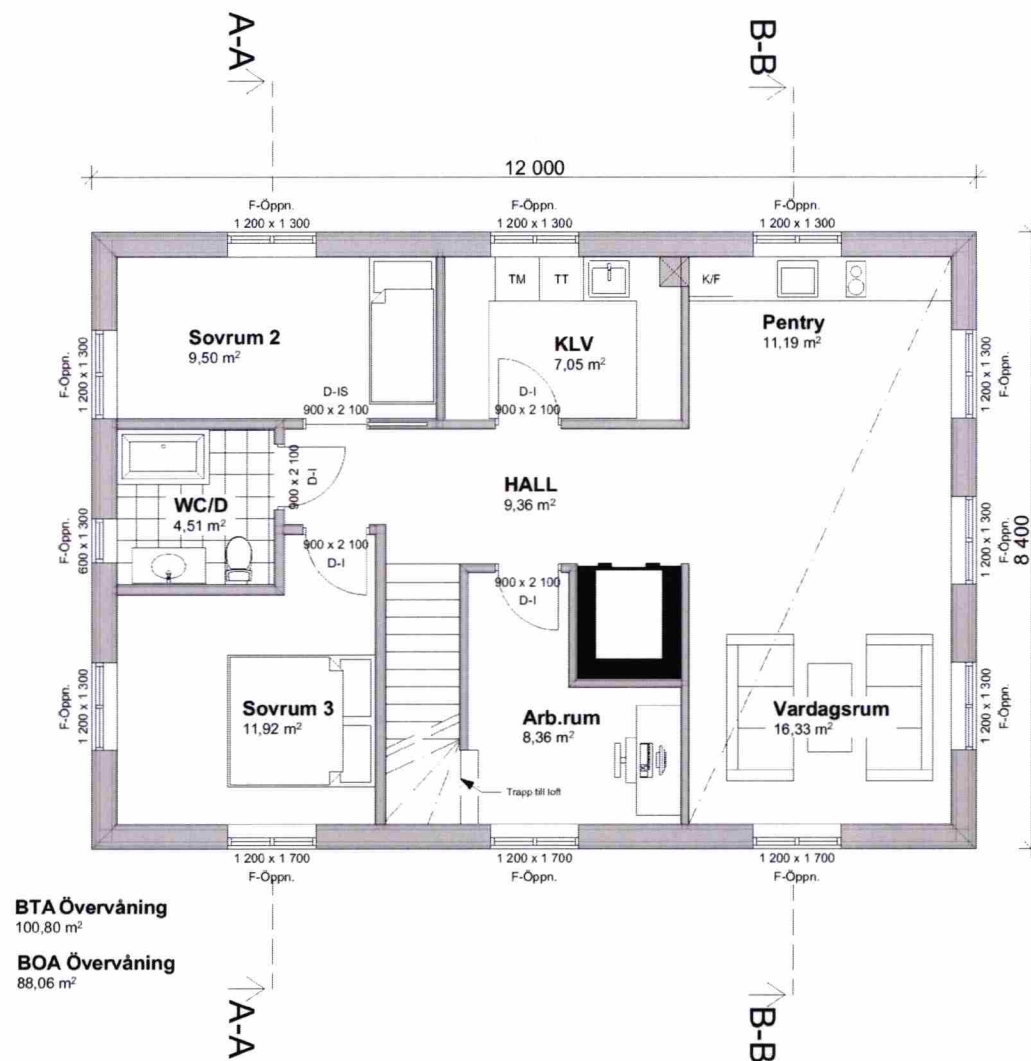 A-A
B-B
12 000
F-Öppn.
1 200 x 1 300
F-Öppn.
1 200 x 1 300
F-Öppn.
1 200 x 1 300
TM
TT
K/F
Sovrum 2
9,50 m²
KLV
7,05 m²
Pentry
11,19 m²
F-Öppn.
1 200 x 1 300
F-Öppn.
1 200 x 1 300
D-IS
900 x 2 100
D-I
900 x 2 100
900 x 2 100
D-I
HALL
9,36 m²
WC/D
4,51 m²
F-Öppn.
600 x 1 300
F-Öppn.
1 200 x 1 300
8 400
900 x 2 100
D-I
900 x 2 100
D-I
Sovrum 3
11,92 m²
Arb.rum
8,36 m²
Vardagsrum
16,33 m²
F-Öppn.
1 200 x 1 300
F-Öppn.
1 200 x 1 300
Trapp till loft
1 200 x 1 700
F-Öppn.
1 200 x 1 700
F-Öppn.
1 200 x 1 700
F-Öppn.
BTA Övervåning
100,80 m²
BOA Övervåning
88,06 m²
A-A
B-B